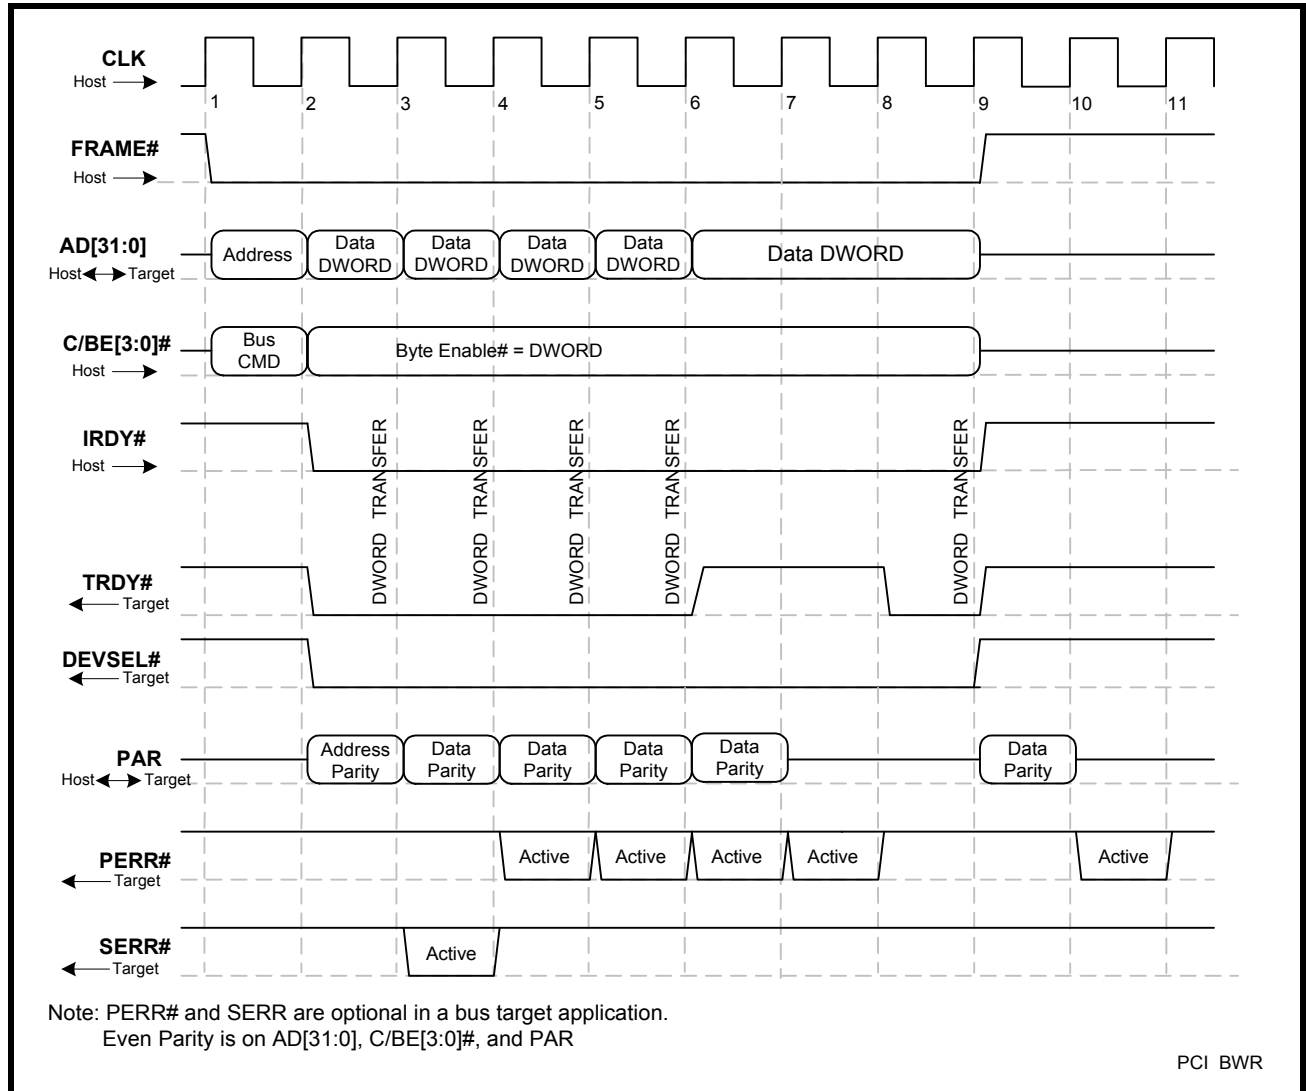 CLK
Host
1 2 3 4 5 6 7 8 9 10 11
FRAME#
Host
AD[31:0]
Host Target
Address
Data
DWORD
Data
DWORD
Data
DWORD
Data
DWORD
Data DWORD
C/BE[3:0]#
Host
Bus
CMD
Byte Enable# = DWORD
IRDY#
Host
DWORD TRANSFER
DWORD TRANSFER
DWORD TRANSFER
DWORD TRANSFER
DWORD TRANSFER
TRDY#
Target
DEVSEL#
Target
PAR
Host Target
Address
Parity
Data
Parity
Data
Parity
Data
Parity
Data
Parity
Data
Parity
PERR#
Target
Active Active Active Active Active
SERR#
Target
Active
Note: PERR# and SERR are optional in a bus target application.
Even Parity is on AD[31:0], C/BE[3:0]#, and PAR
PCI BWR